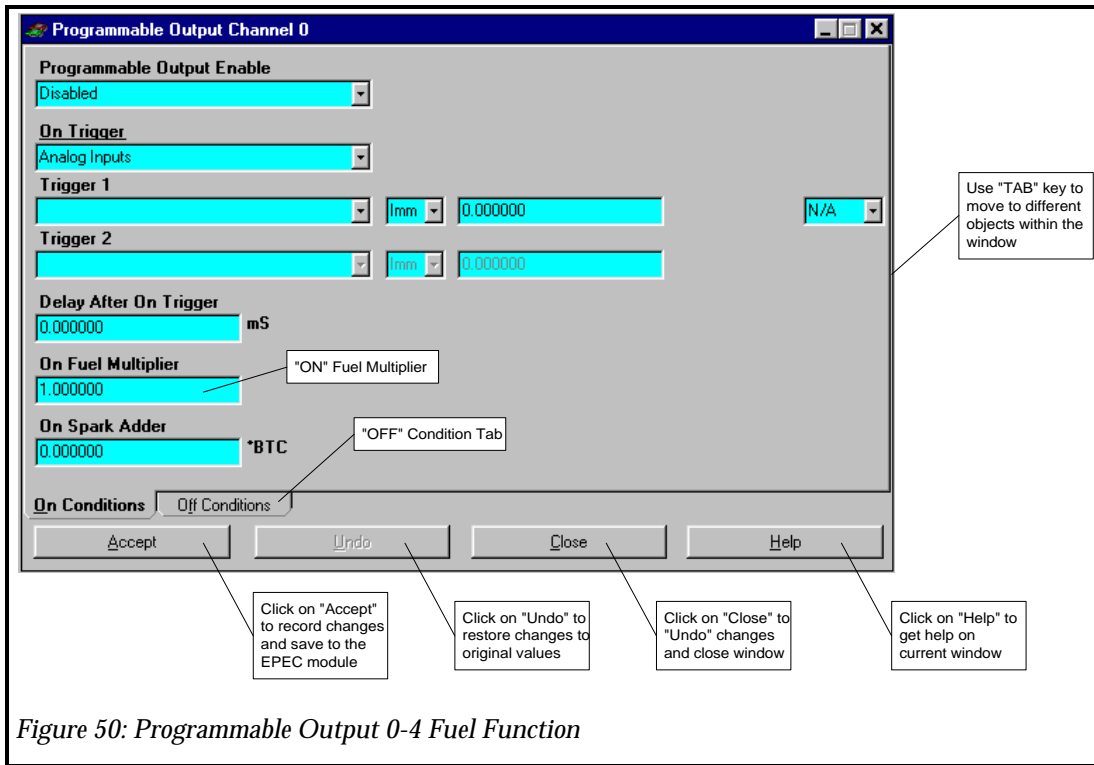 Programmable Output Channel 0
Programmable Output Enable
Disabled
On Trigger
Analog Inputs
Trigger 1
Imm 0.000000 N/A
Trigger 2
Imm 0.000000
Delay After On Trigger
0.000000 mS
On Fuel Multiplier
1.000000
"ON" Fuel Multiplier
On Spark Adder
0.000000 °BTC
"OFF" Condition Tab
On Conditions Off Conditions
Accept Undo Close Help
Use "TAB" key to
move to different
objects within the
window
Click on "Accept"
to record changes
and save to the
EPEC module
Click on "Undo" to
restore changes to
original values
Click on "Close" to
"Undo" changes
and close window
Click on "Help" to
get help on
current window
Figure 50: Programmable Output 0-4 Fuel Function